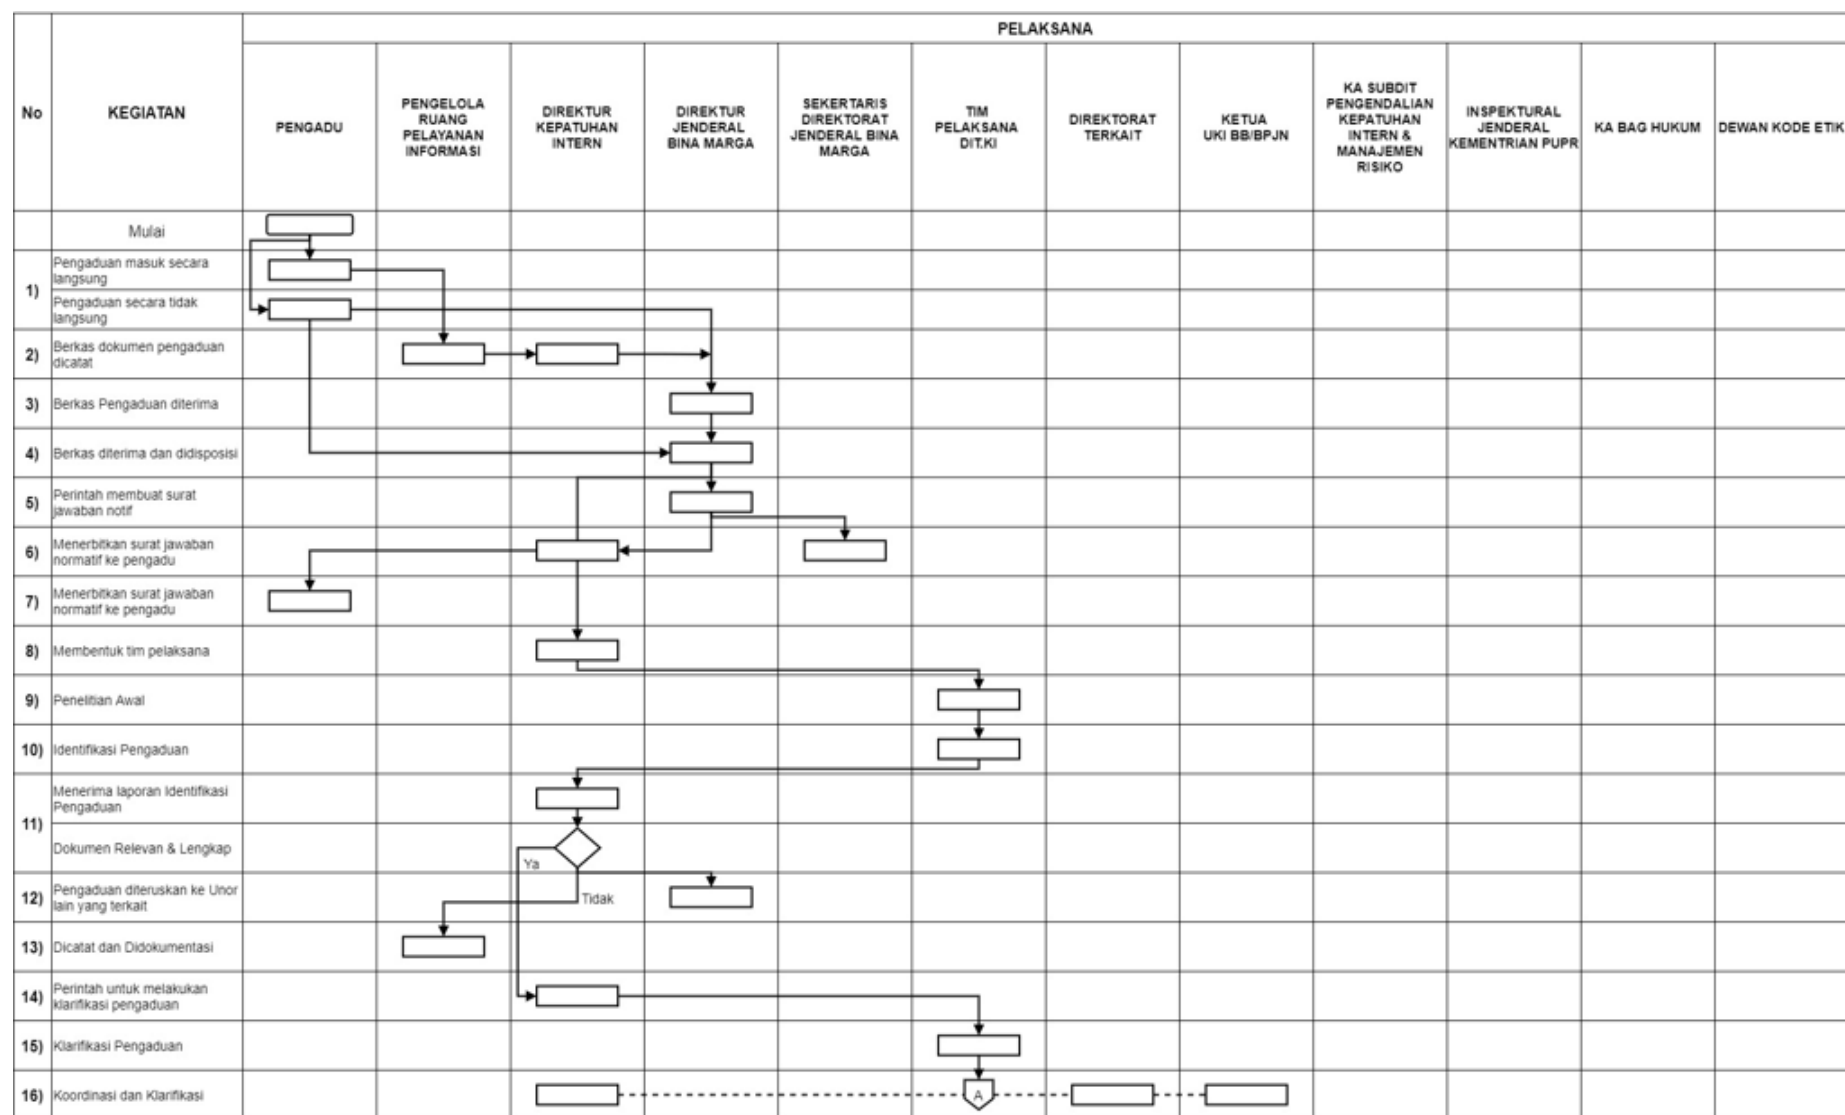 PELAKSANA
No
KEGIATAN
PENGADU
PENGELOLA
RUANG
PELAYANAN
INFORMASI
DIREKTUR
KEPATUHAN
INTERN
DIREKTUR
JENDERAL
BINA MARGA
SEKERTARIS
DIREKTORAT
JENDERAL BINA
MARGA
TIM
PELAKSANA
DIT.KI
DIREKTORAT
TERKAIT
KETUA
UKI BB/BPJN
KA SUBDIT
PENGENDALIAN
KEPATUHAN
INTERN &
MANAJEMEN
RISIKO
INSPEKTURAL
JENDERAL
KEMENTRIAN PUPR
KA BAG HUKUM
DEWAN KODE ETIK
Mulai
1)
Pengaduan masuk secara
langsung
Pengaduan secara tidak
langsung
2)
Berkas dokumen pengaduan
dicatat
3)
Berkas Pengaduan diterima
4)
Berkas diterima dan didisposisi
5)
Perintah membuat surat
jawaban notif
6)
Menerbitkan surat jawaban
normatif ke pengadu
7)
Menerbitkan surat jawaban
normatif ke pengadu
8)
Membentuk tim pelaksana
9)
Penelitian Awal
10)
Identifikasi Pengaduan
11)
Menerima laporan Identifikasi
Pengaduan
Dokumen Relevan & Lengkap
Ya
12)
Pengaduan diteruskan ke Unor
lain yang terkait
Tidak
13)
Dicatat dan Didokumentasi
14)
Perintah untuk melakukan
klarifikasi pengaduan
15)
Klarifikasi Pengaduan
16)
Koordinasi dan Klarifikasi
A